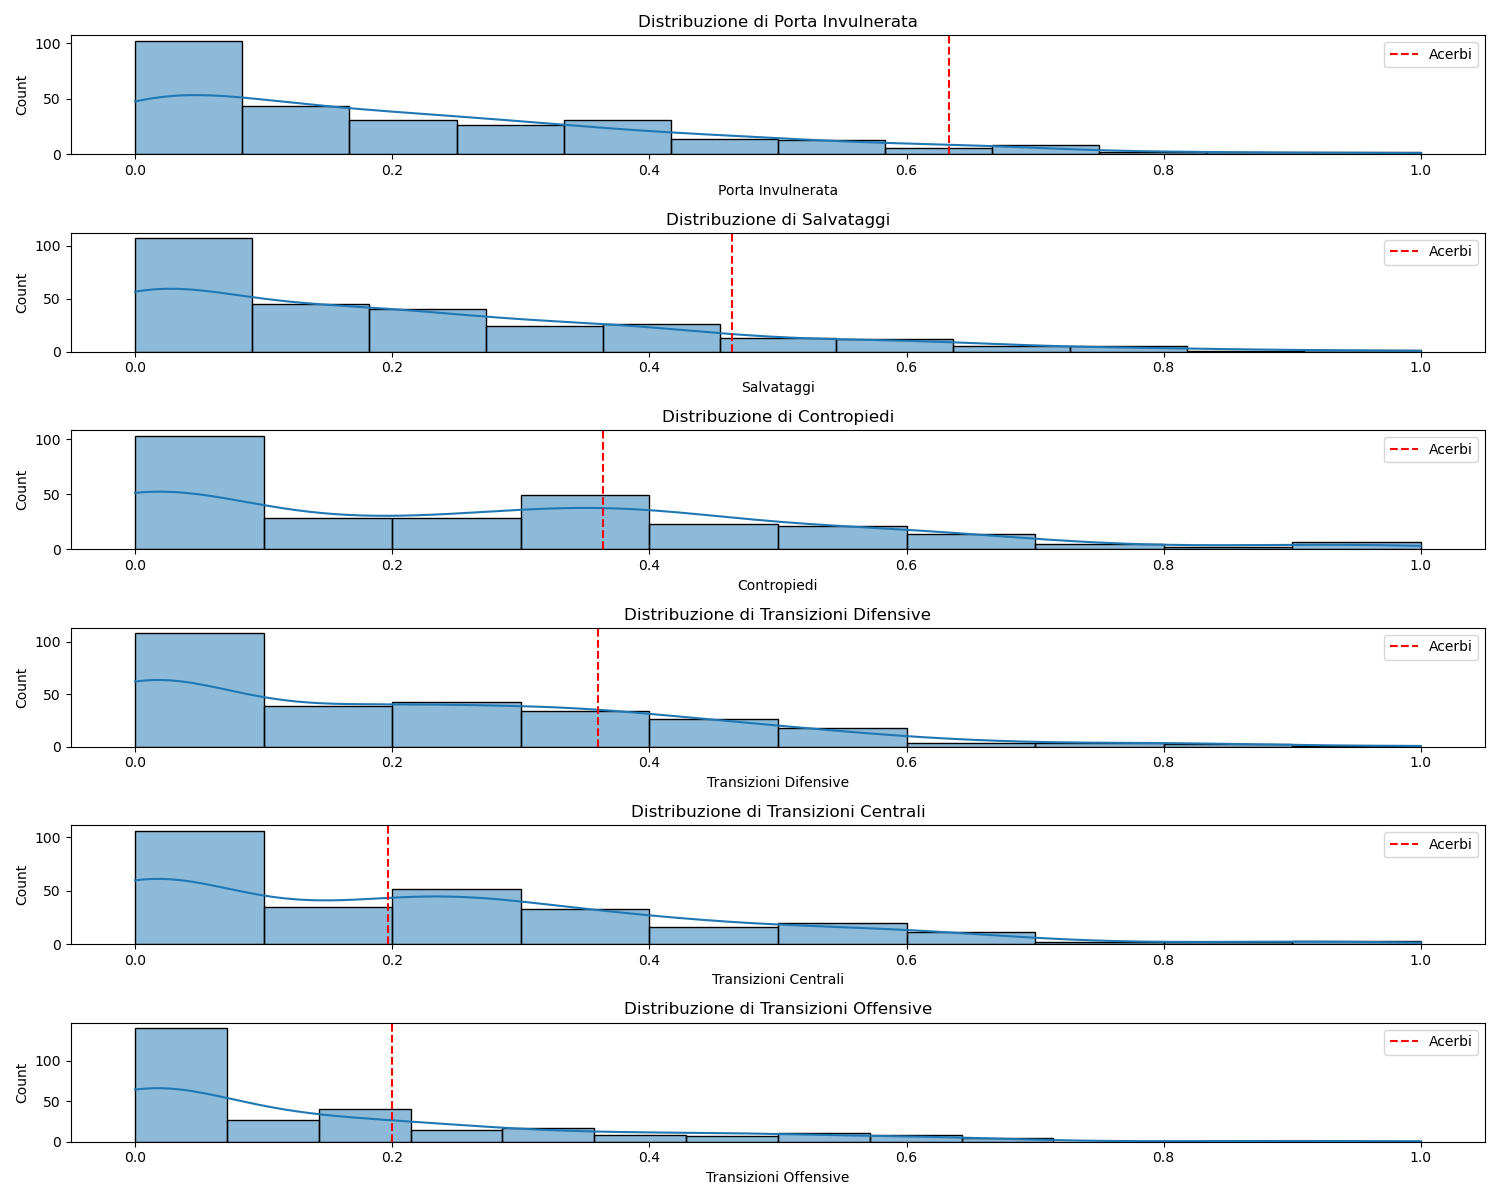 Distribuzione di Porta Invulnerata
100
50
0
Count
Acerbi
0.0 0.2 0.4 0.6 0.8 1.0
Porta Invulnerata
Distribuzione di Salvataggi
100
50
0
Count
Acerbi
0.0 0.2 0.4 0.6 0.8 1.0
Salvataggi
Distribuzione di Contropiedi
100
50
0
Count
Acerbi
0.0 0.2 0.4 0.6 0.8 1.0
Contropiedi
Distribuzione di Transizioni Difensive
100
50
0
Count
Acerbi
0.0 0.2 0.4 0.6 0.8 1.0
Transizioni Difensive
Distribuzione di Transizioni Centrali
100
50
0
Count
Acerbi
0.0 0.2 0.4 0.6 0.8 1.0
Transizioni Centrali
Distribuzione di Transizioni Offensive
100
50
0
Count
Acerbi
0.0 0.2 0.4 0.6 0.8 1.0
Transizioni Offensive